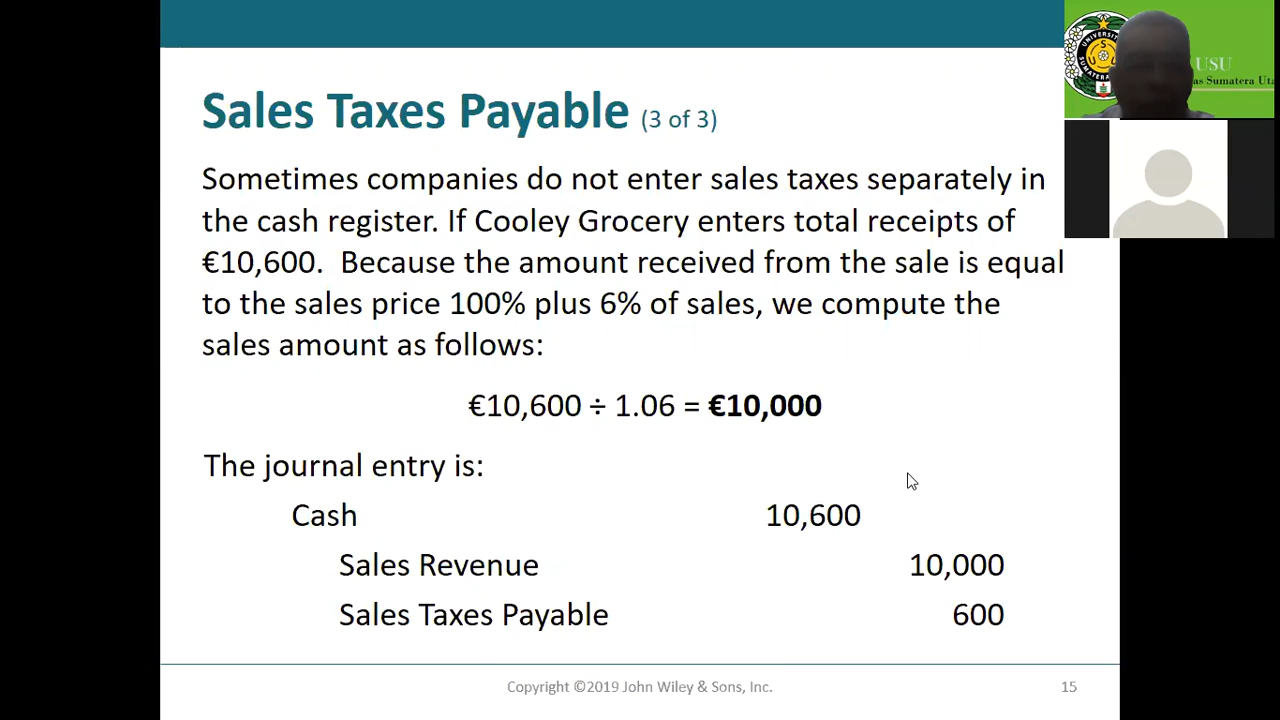 Sales Taxes Payable (3 of 3)
Sometimes companies do not enter sales taxes separately in
the cash register. If Cooley Grocery enters total receipts of
€10,600.  Because the amount received from the sale is equal
to the sales price 100% plus 6% of sales, we compute the
sales amount as follows:
€10,600 ÷ 1.06 = €10,000
The journal entry is:
Cash 10,600
Sales Revenue 10,000
Sales Taxes Payable 600
Copyright ©2019 John Wiley & Sons, Inc. 15
USU
Sumatera